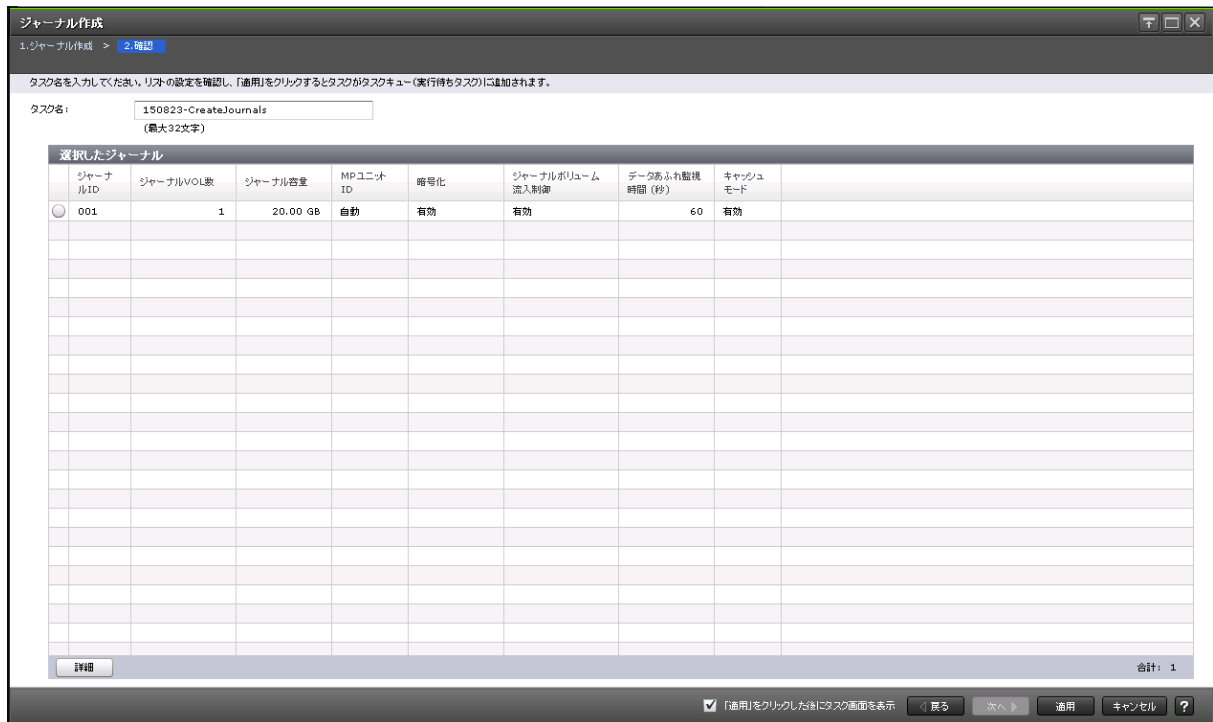 ジャーナル作成
1.ジャーナル作成 > 2.確認
タスク名を入力してください。リストの設定を確認し、「適用」をクリックするとタスクがタスクキュー(実行待ちタスク)に追加されます。
タスク名: 150823-CreateJournals
(最大32文字)
選択したジャーナル
ジャーナルID ジャーナルVOL数 ジャーナル容量 MPユニットID 暗号化 ジャーナルボリューム流入制御 データあふれ監視時間 (秒) キャッシュモード
001 1 20.00 GB 自動 有効 有効 60 有効
詳細 合計: 1
「適用」をクリックした後にタスク画面を表示 戻る 次へ 適用 キャンセル ?